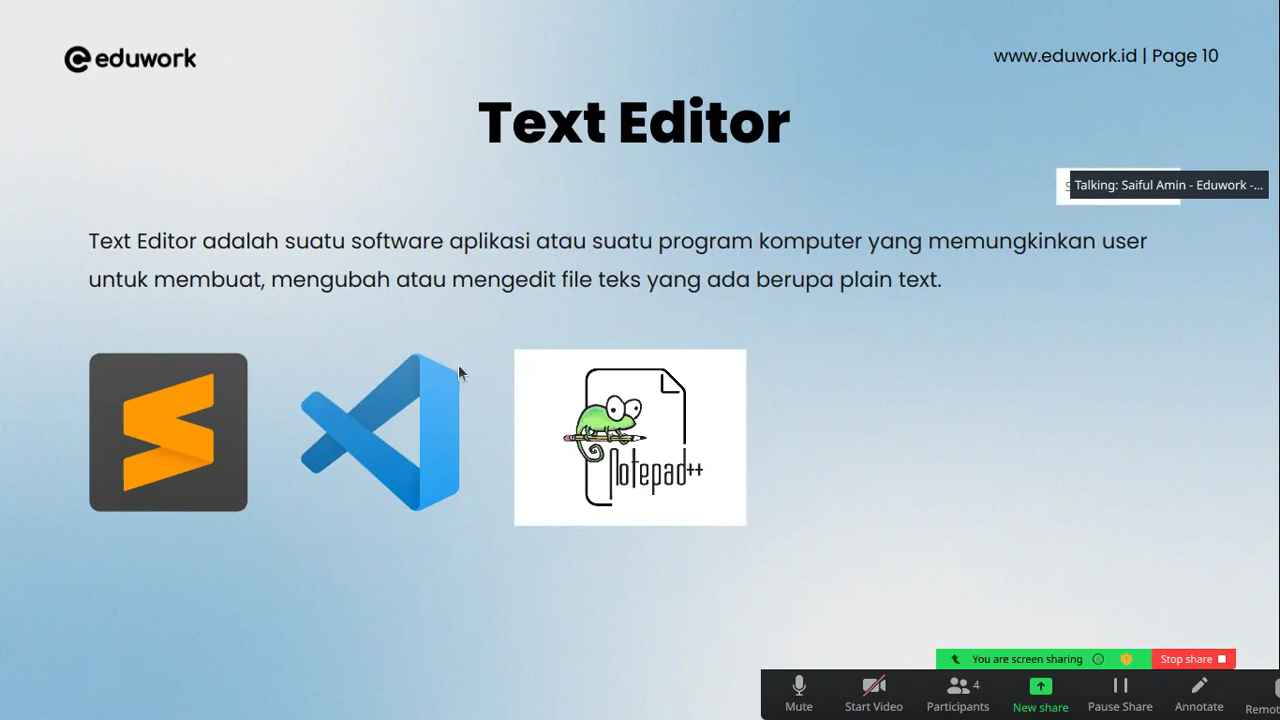 eduwork
www.eduwork.id | Page 10
Text Editor
Talking: Saiful Amin - Eduwork -...
Text Editor adalah suatu software aplikasi atau suatu program komputer yang memungkinkan user
untuk membuat, mengubah atau mengedit file teks yang ada berupa plain text.
Notepad++
You are screen sharing
Stop share
Mute
Start Video
Participants
4
New share
Pause Share
Annotate